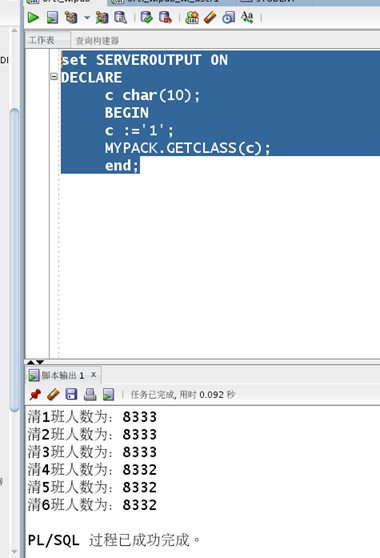 工作表
查询构建器
set SERVEROUTPUT ON
DECLARE
c char(10);
BEGIN
c :='1';
MYPACK.GETCLASS(c);
end;
脚本输出 1 ×
任务已完成, 用时 0.092 秒
清1班人数为: 8333
清2班人数为: 8333
清3班人数为: 8333
清4班人数为: 8332
清5班人数为: 8332
清6班人数为: 8332
PL/SQL 过程已成功完成。